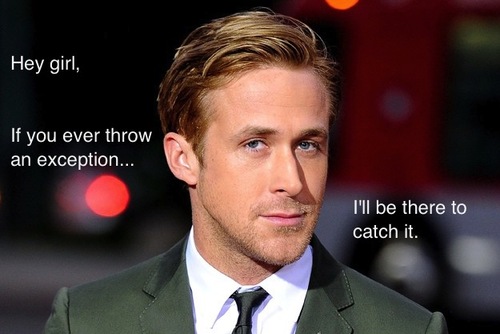 Hey girl,
If you ever throw
an exception...
I'll be there to
catch it.